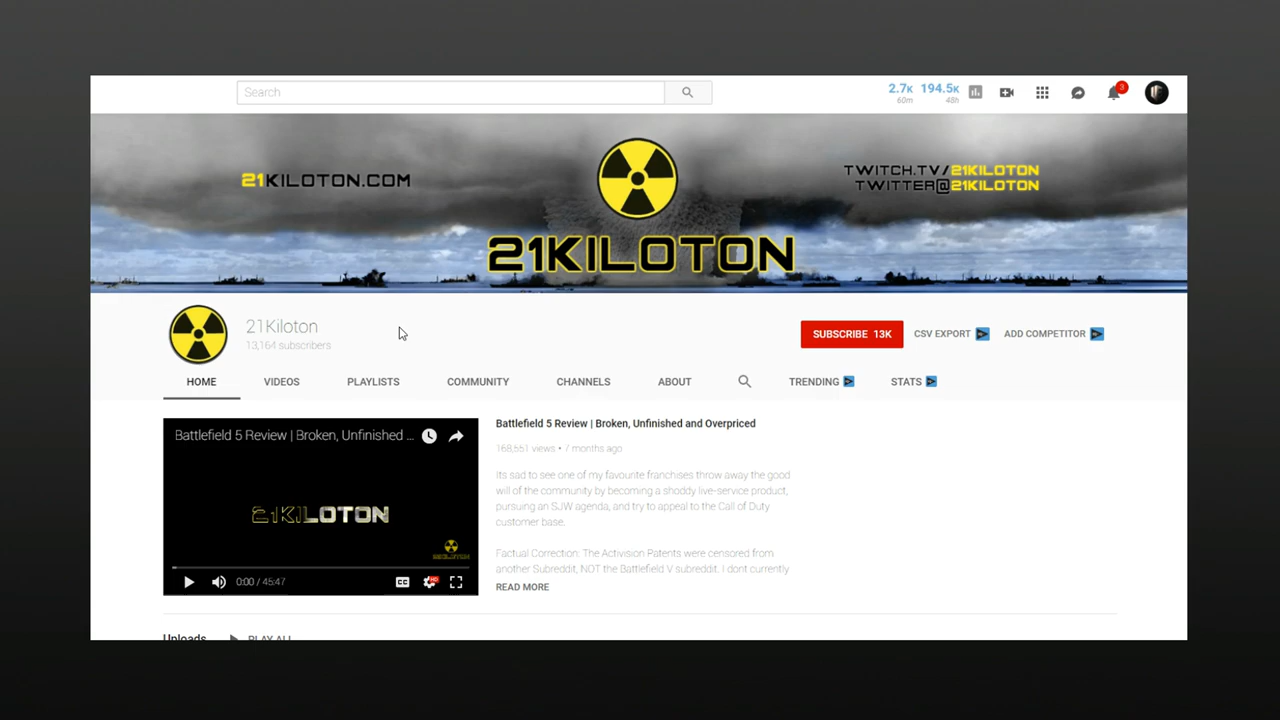 Search
2.7K 194.5K
60m 48h
3
21KILOTON.COM
TWITCH.TV/21KILOTON
TWITTER@21KILOTON
21KILOTON
21Kiloton
13,164 subscribers
SUBSCRIBE 13K
CSV EXPORT
ADD COMPETITOR
HOME VIDEOS PLAYLISTS COMMUNITY CHANNELS ABOUT TRENDING STATS
Battlefield 5 Review | Broken, Unfinished ...
21KILOTON
21KILOTON
0:00 / 45:47
CC
HD
Battlefield 5 Review | Broken, Unfinished and Overpriced
168,551 views • 7 months ago
Its sad to see one of my favourite franchises throw away the good
will of the community by becoming a shoddy live-service product,
pursuing an SJW agenda, and try to appeal to the Call of Duty
customer base.
Factual Correction: The Activision Patents were censored from
another Subreddit, NOT the Battlefield V subreddit. I dont currently
READ MORE
Uploads PLAY ALL